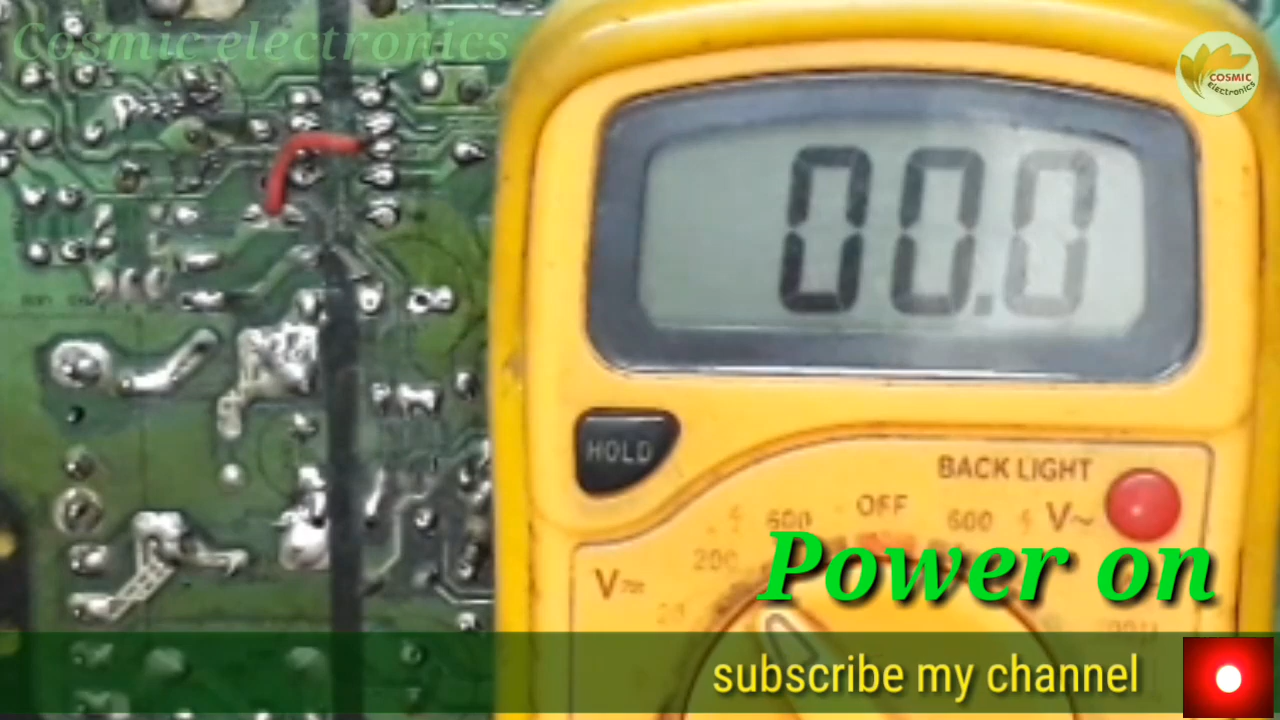 Cosmic electronics
COSMIC
electronics
00.0
HOLD
BACK LIGHT
OFF
600
600
V~
200
V
Power on
subscribe my channel